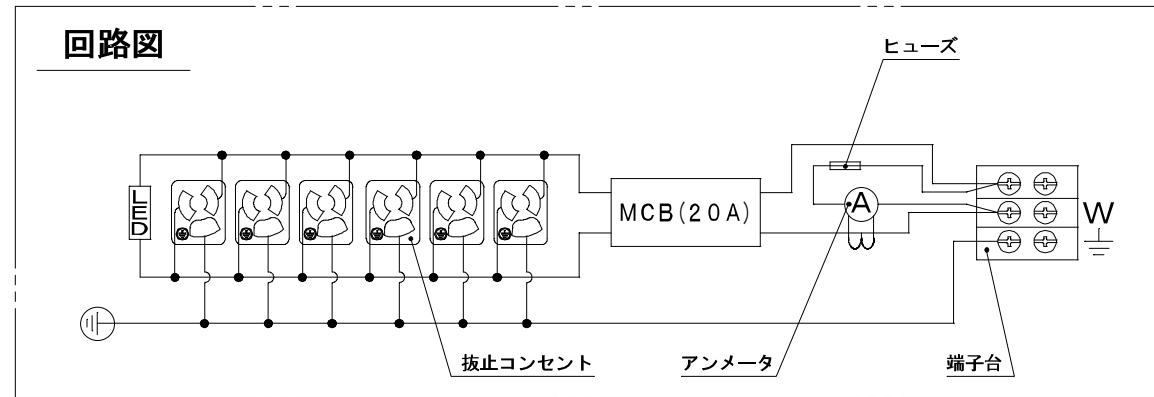 回路図
ヒューズ
LED
MCB(20A)
A
W
抜止コンセント
アンメータ
端子台